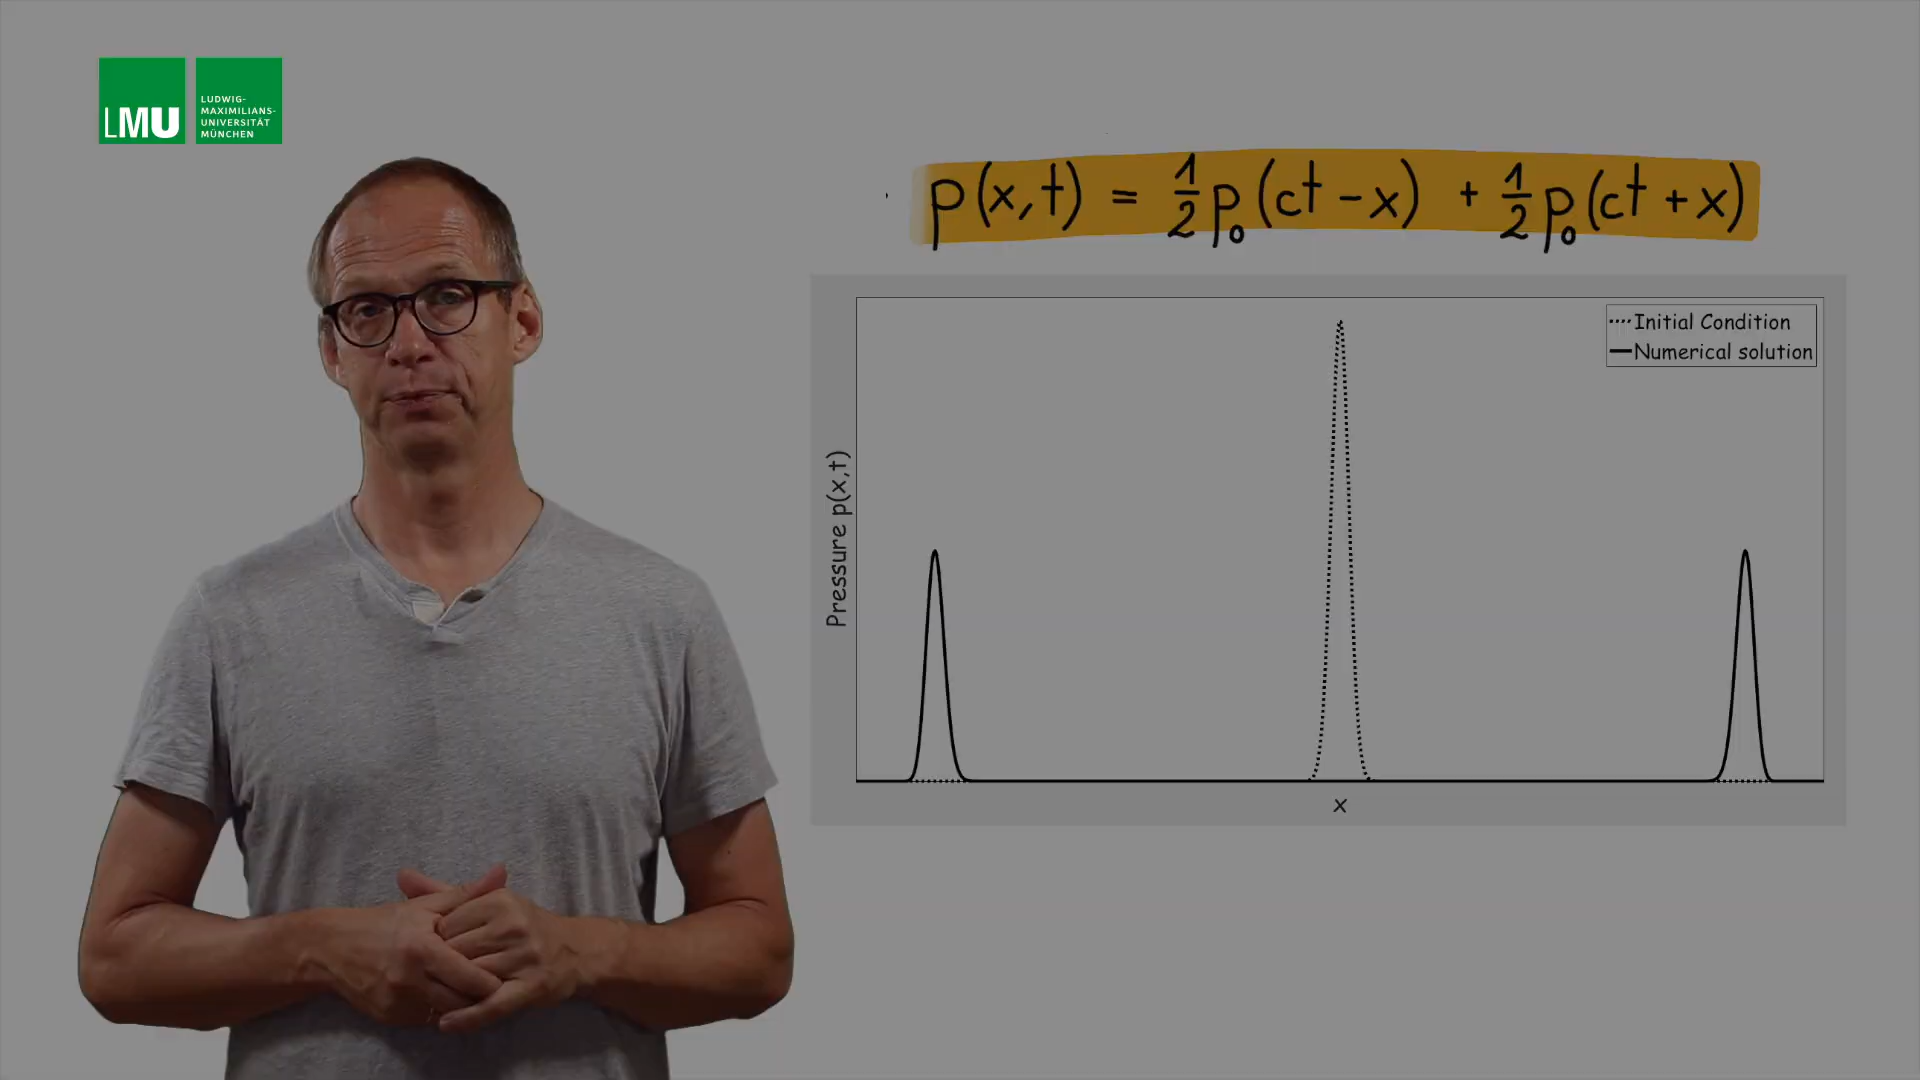 LMU
LUDWIG-
MAXIMILIANS-
UNIVERSITÄT
MÜNCHEN
p(x,t) = 1/2 p₀(ct - x) + 1/2 p₀(ct + x)
Initial Condition
Numerical solution
Pressure p(x,t)
x